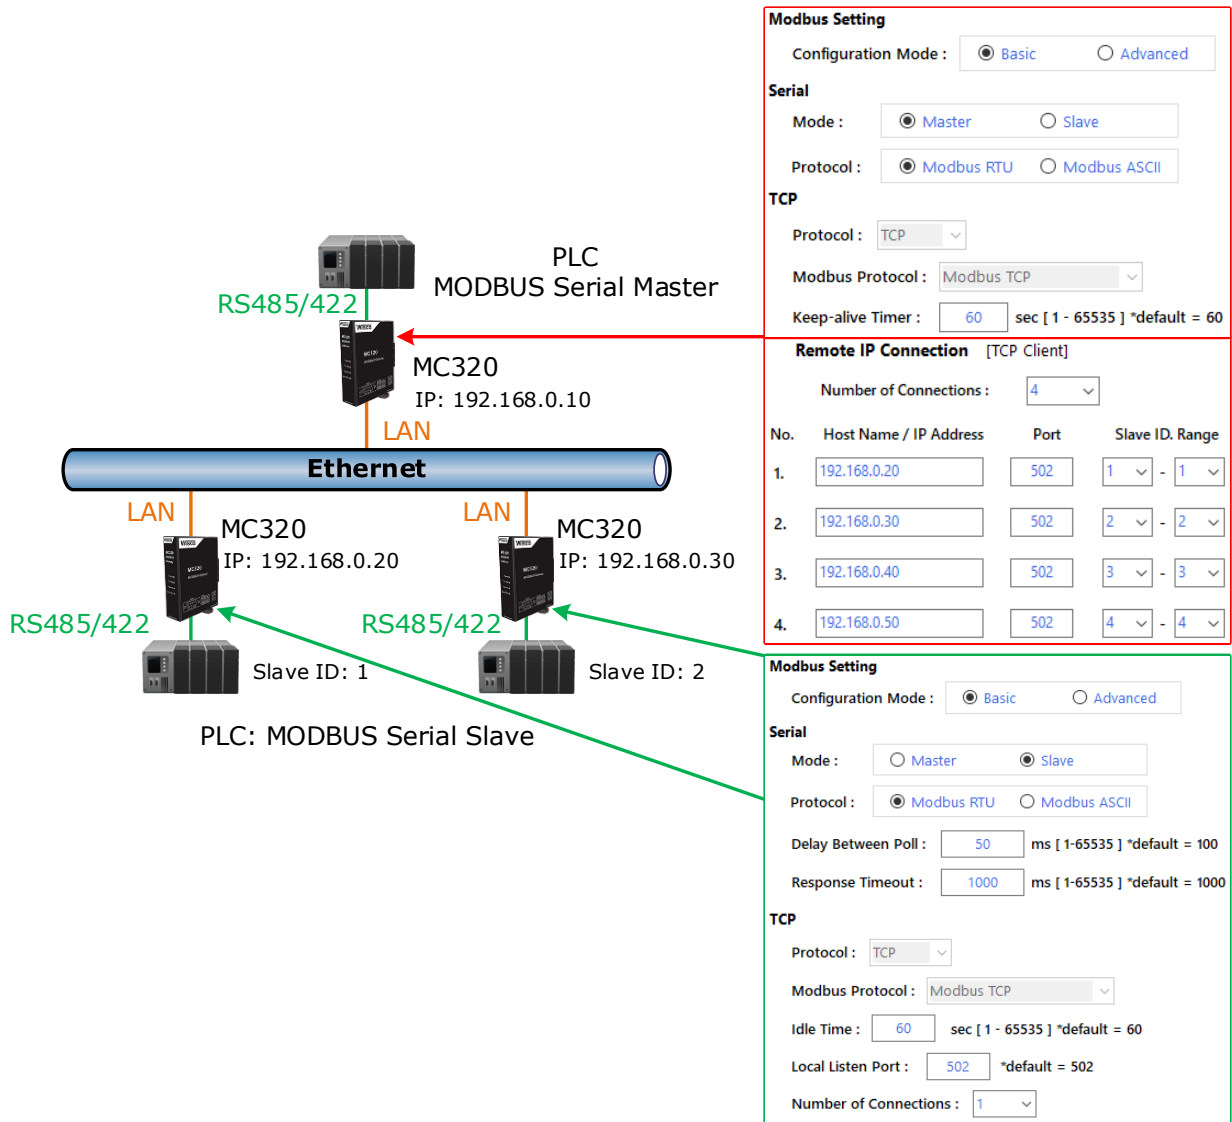 Modbus Setting
Configuration Mode : Basic Advanced
Serial
Mode : Master Slave
Protocol : Modbus RTU Modbus ASCII
TCP
Protocol : TCP
Modbus Protocol : Modbus TCP
Keep-alive Timer : 60 sec [ 1 - 65535 ] *default = 60
Remote IP Connection [TCP Client]
Number of Connections : 4
No. Host Name / IP Address Port Slave ID. Range
1. 192.168.0.20 502 1 - 1
2. 192.168.0.30 502 2 - 2
3. 192.168.0.40 502 3 - 3
4. 192.168.0.50 502 4 - 4
PLC
MODBUS Serial Master
RS485/422
MC320
MC320
IP: 192.168.0.10
LAN
Ethernet
LAN
MC320
IP: 192.168.0.20
MC320
RS485/422
Slave ID: 1
LAN
MC320
IP: 192.168.0.30
MC320
RS485/422
Slave ID: 2
PLC: MODBUS Serial Slave
Modbus Setting
Configuration Mode : Basic Advanced
Serial
Mode : Master Slave
Protocol : Modbus RTU Modbus ASCII
Delay Between Poll : 50 ms [ 1-65535 ] *default = 100
Response Timeout : 1000 ms [ 1-65535 ] *default = 1000
TCP
Protocol : TCP
Modbus Protocol : Modbus TCP
Idle Time : 60 sec [ 1 - 65535 ] *default = 60
Local Listen Port : 502 *default = 502
Number of Connections : 1